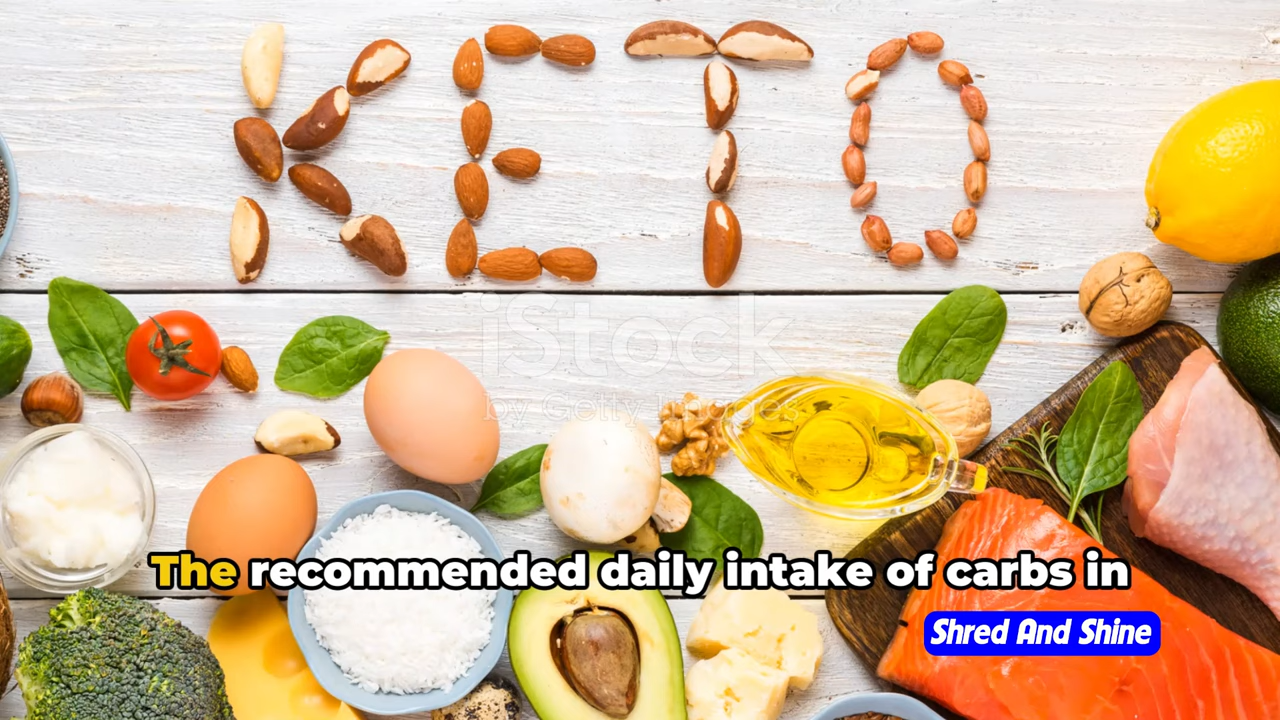 KETO
iStock
by Getty Images
The recommended daily intake of carbs in
Shred And Shine